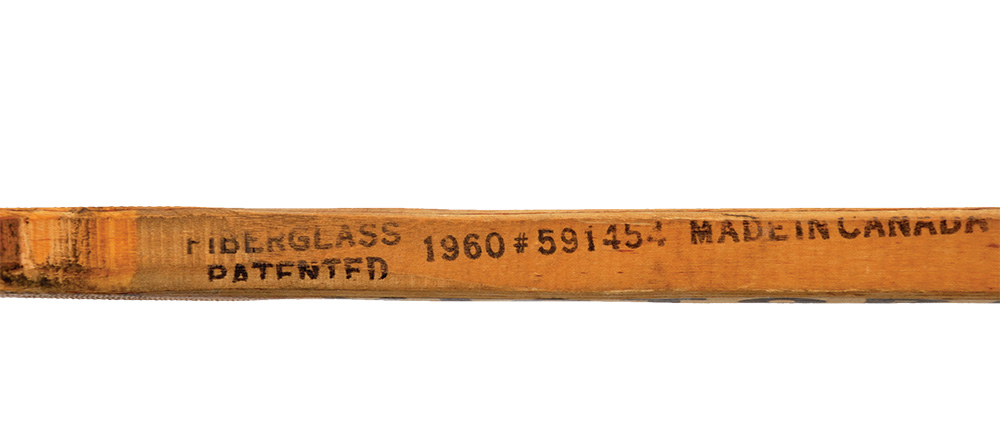 FIBERGLASS 1960 #591454 MADE IN CANADA
PATENTED